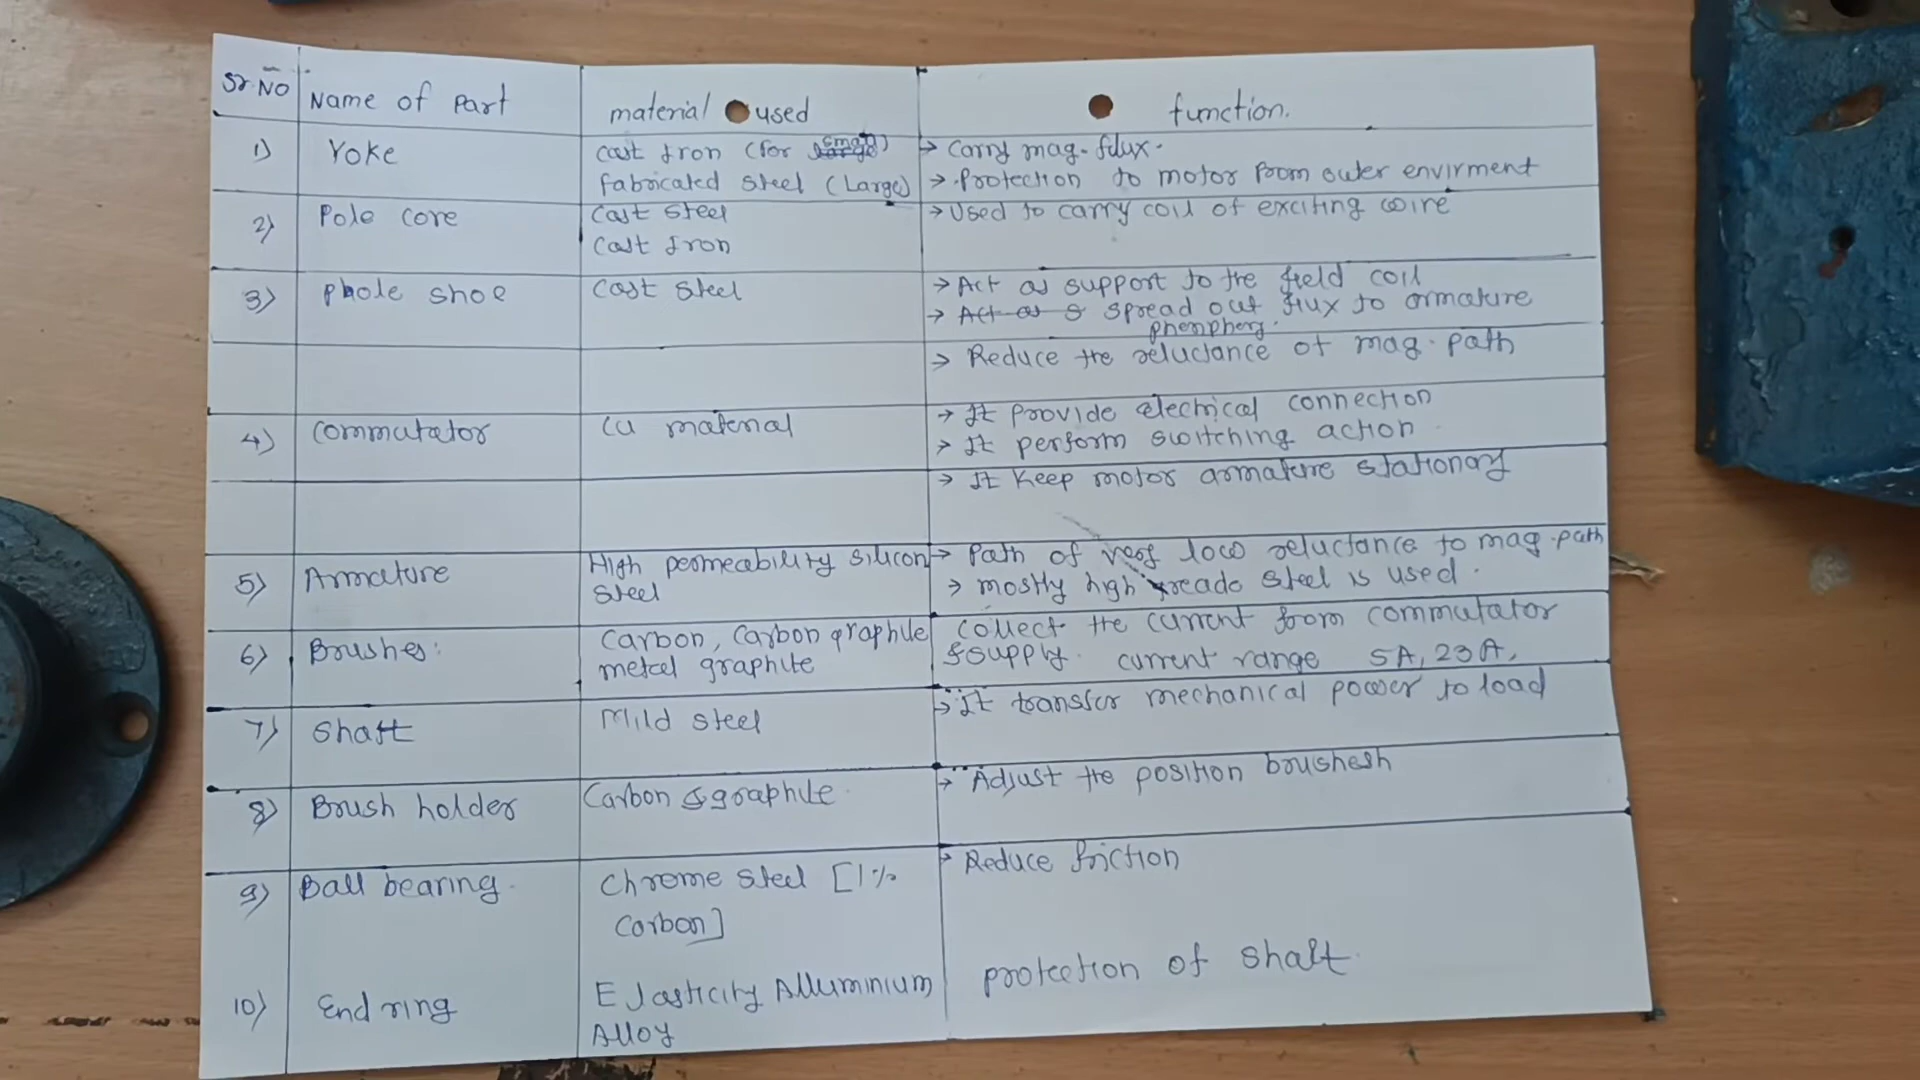 Sr.NO Name of Part material used function.
1) Yoke cast Iron (for small) → Carry mag. flux.
fabricated steel (Large) → Protection to motor from outer envirment
2) Pole core Cast steel → Used to carry coil of exciting wire
Cast Iron
3) Phole shoe Cast steel → Act as support to the field coil
→ Act as & spread out flux to armature
pheriphery.
→ Reduce the reluctance of mag. path
4) Commutator Cu material → It provide electrical connection
→ It perform switching action
→ It keep motor armature stationary
5) Armature High permeability silicon → Path of very low reluctance to mag. path
steel → mostly high greade steel is used.
6) Brushes: Carbon, Carbon graphite collect the current from commutator
metal graphite & supply. current range 5A, 23A,
7) Shaft Mild steel → It transfer mechanical power to load
8) Brush holder Carbon & graphite. → Adjust the position brushesh
9) Ball bearing. Chrome steel [1% → Reduce friction
Carbon]
10) End ring Elasticity Allumnium protection of shaft.
Alloy